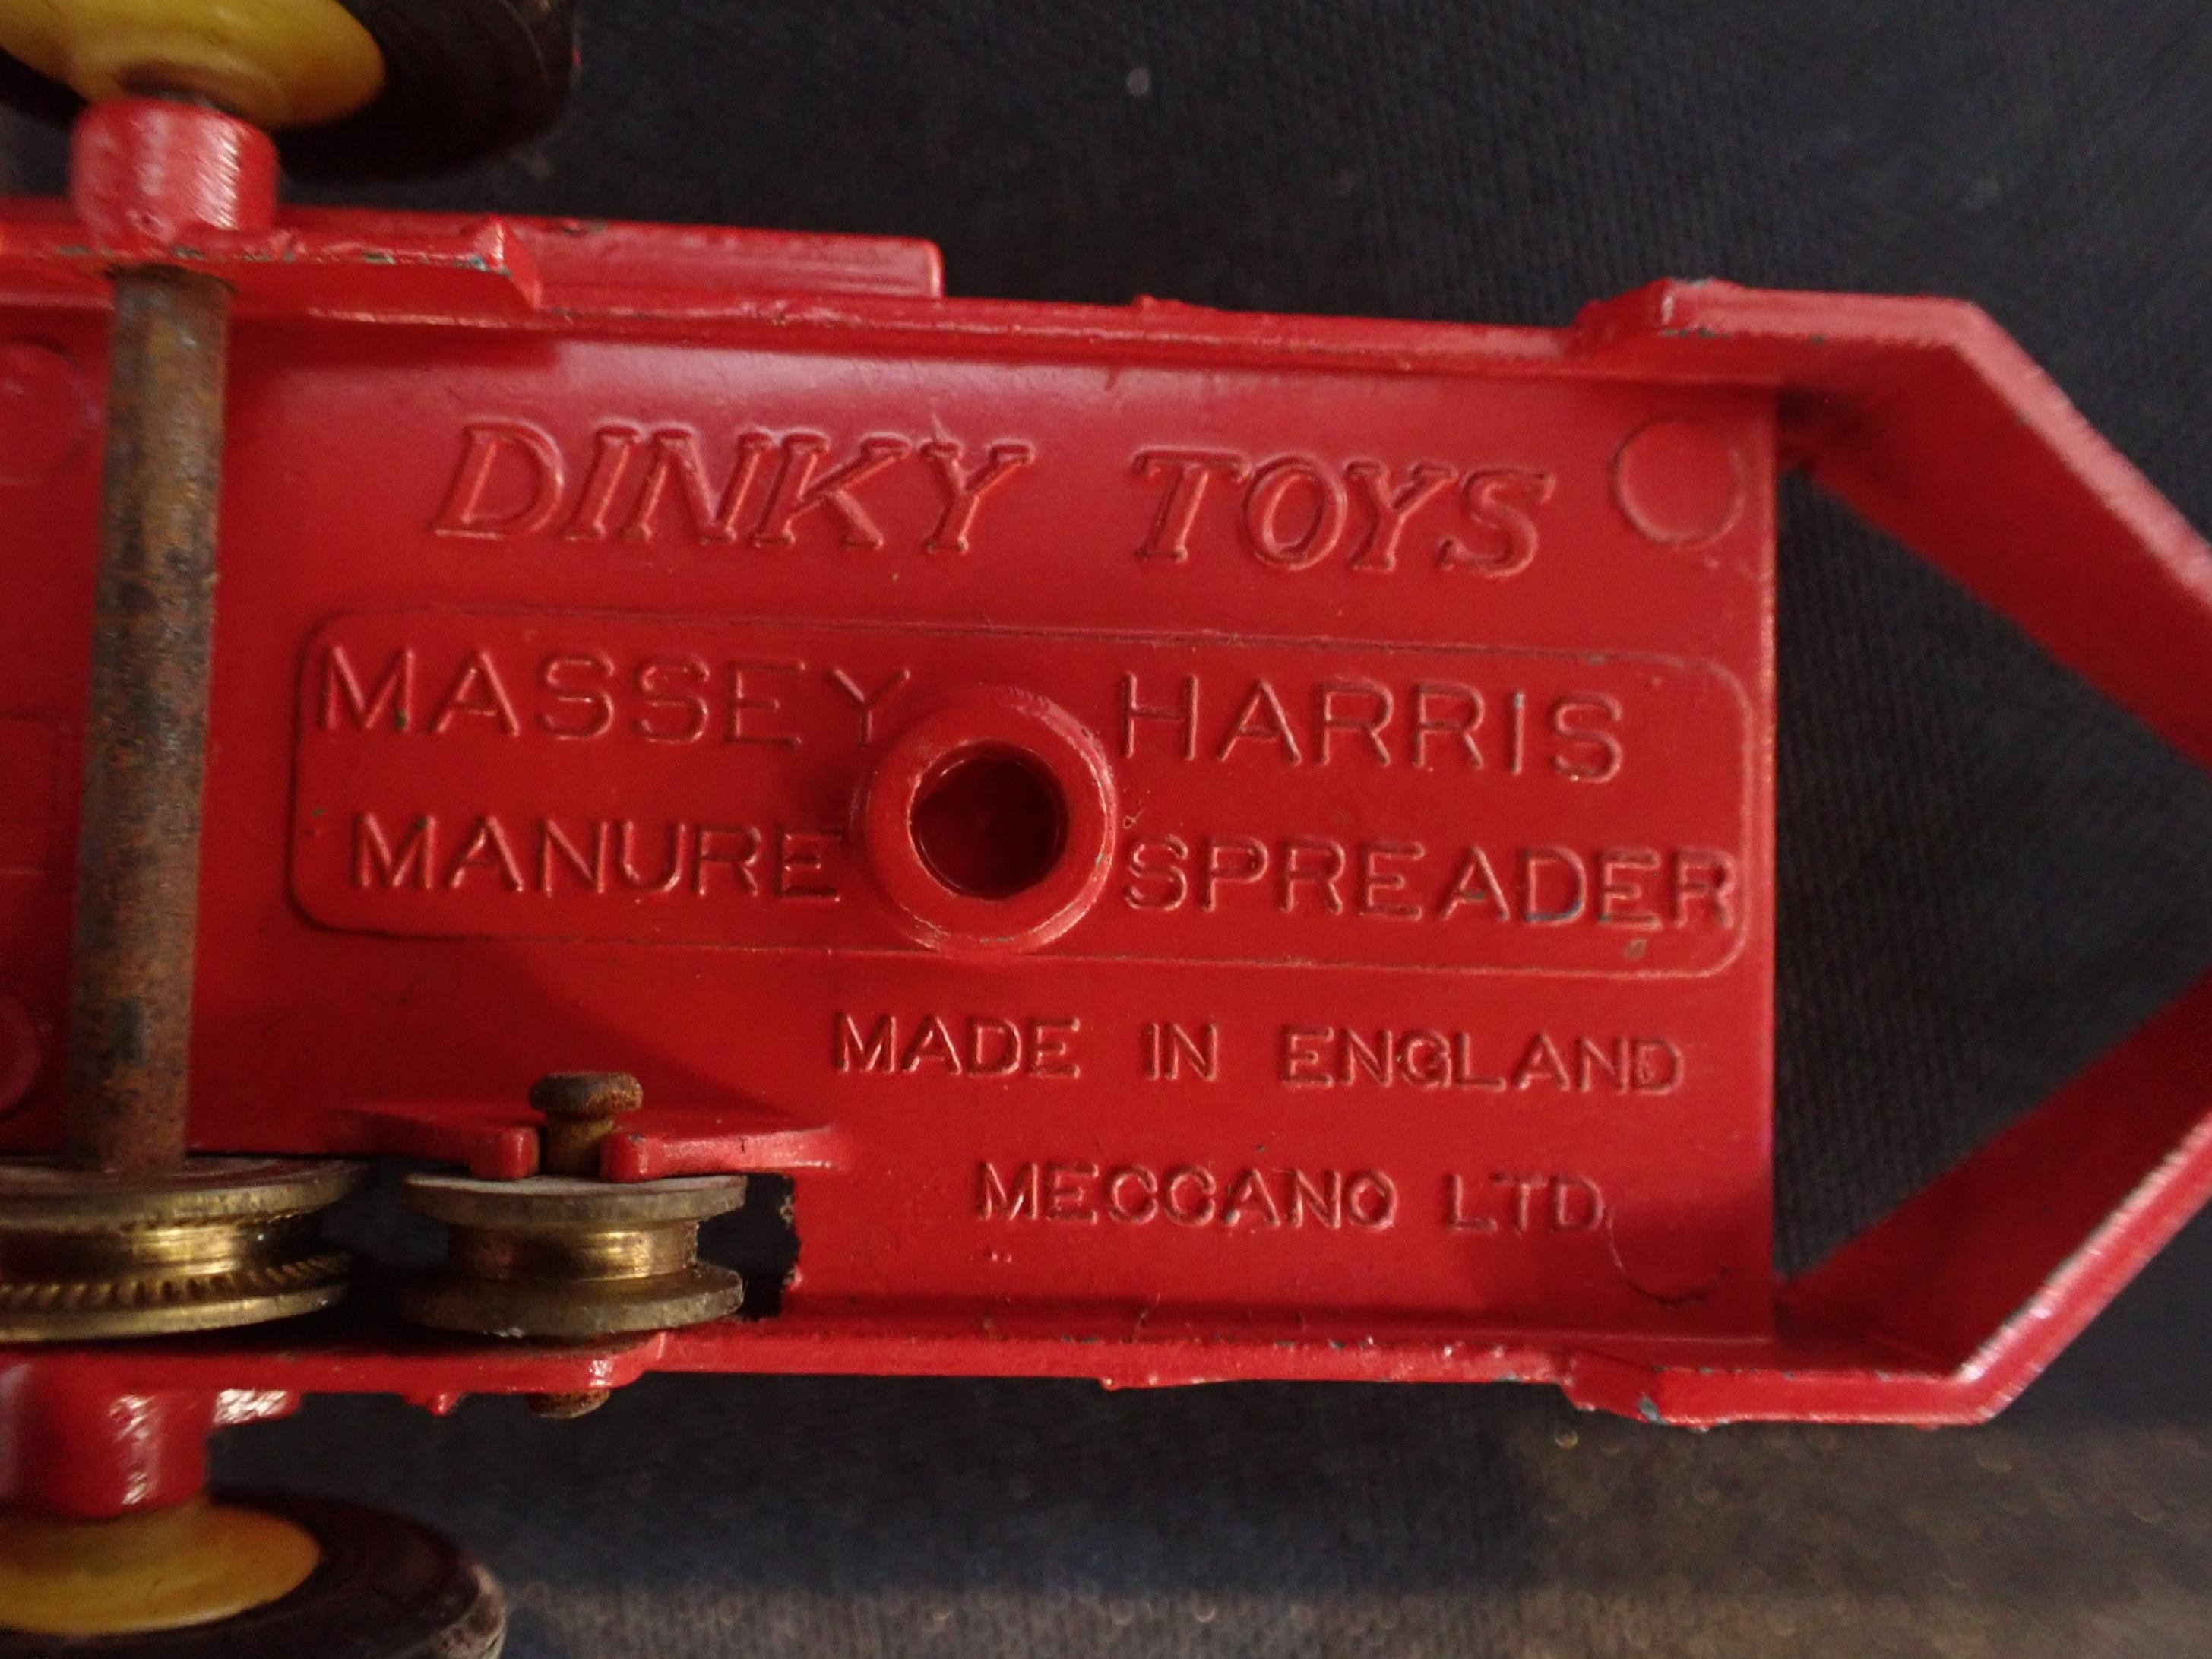 DINKY TOYS
MASSEY HARRIS
MANURE SPREADER
MADE IN ENGLAND
MECCANO LTD